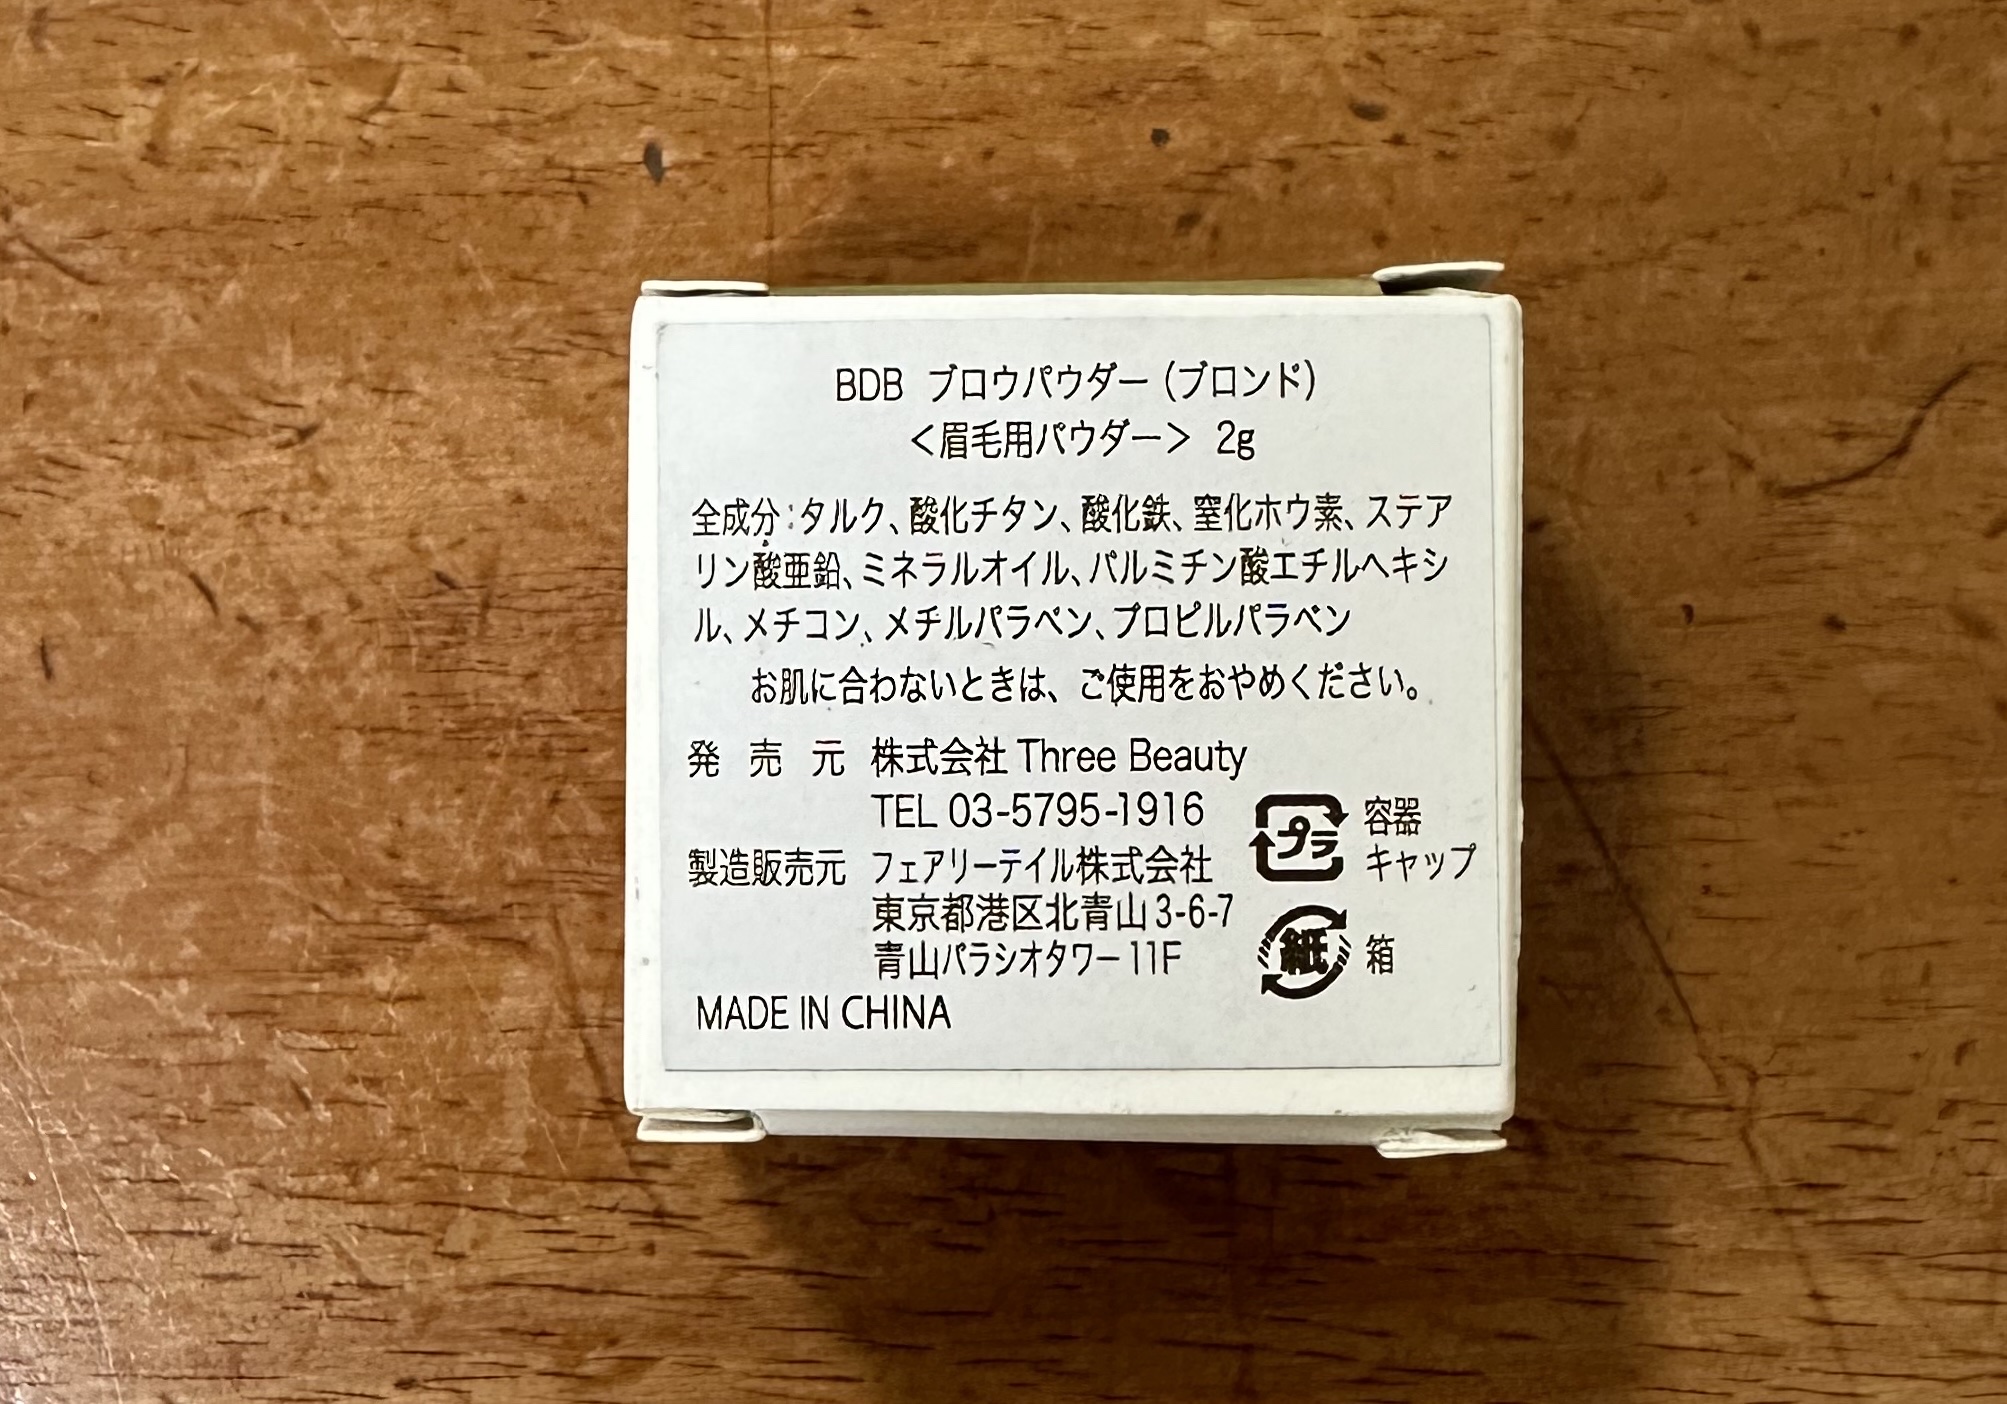 BDB ブロウパウダー（ブロンド）
＜眉毛用パウダー＞ 2g
全成分：タルク、酸化チタン、酸化鉄、窒化ホウ素、ステア
リン酸亜鉛、ミネラルオイル、パルミチン酸エチルヘキシ
ル、メチコン、メチルパラベン、プロピルパラベン
お肌に合わないときは、ご使用をおやめください。
発売元 株式会社 Three Beauty
TEL 03-5795-1916
製造販売元 フェアリーテイル株式会社
東京都港区北青山 3-6-7
青山パラシオタワー 11F
MADE IN CHINA
プラ 容器
キャップ
紙 箱